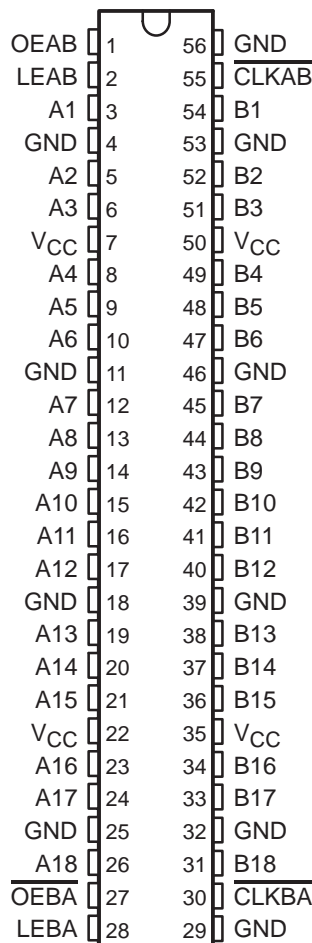 OEAB 1 56 GND
LEAB 2 55 CLKAB
A1 3 54 B1
GND 4 53 GND
A2 5 52 B2
A3 6 51 B3
VCC 7 50 VCC
A4 8 49 B4
A5 9 48 B5
A6 10 47 B6
GND 11 46 GND
A7 12 45 B7
A8 13 44 B8
A9 14 43 B9
A10 15 42 B10
A11 16 41 B11
A12 17 40 B12
GND 18 39 GND
A13 19 38 B13
A14 20 37 B14
A15 21 36 B15
VCC 22 35 VCC
A16 23 34 B16
A17 24 33 B17
GND 25 32 GND
A18 26 31 B18
OEBA 27 30 CLKBA
LEBA 28 29 GND